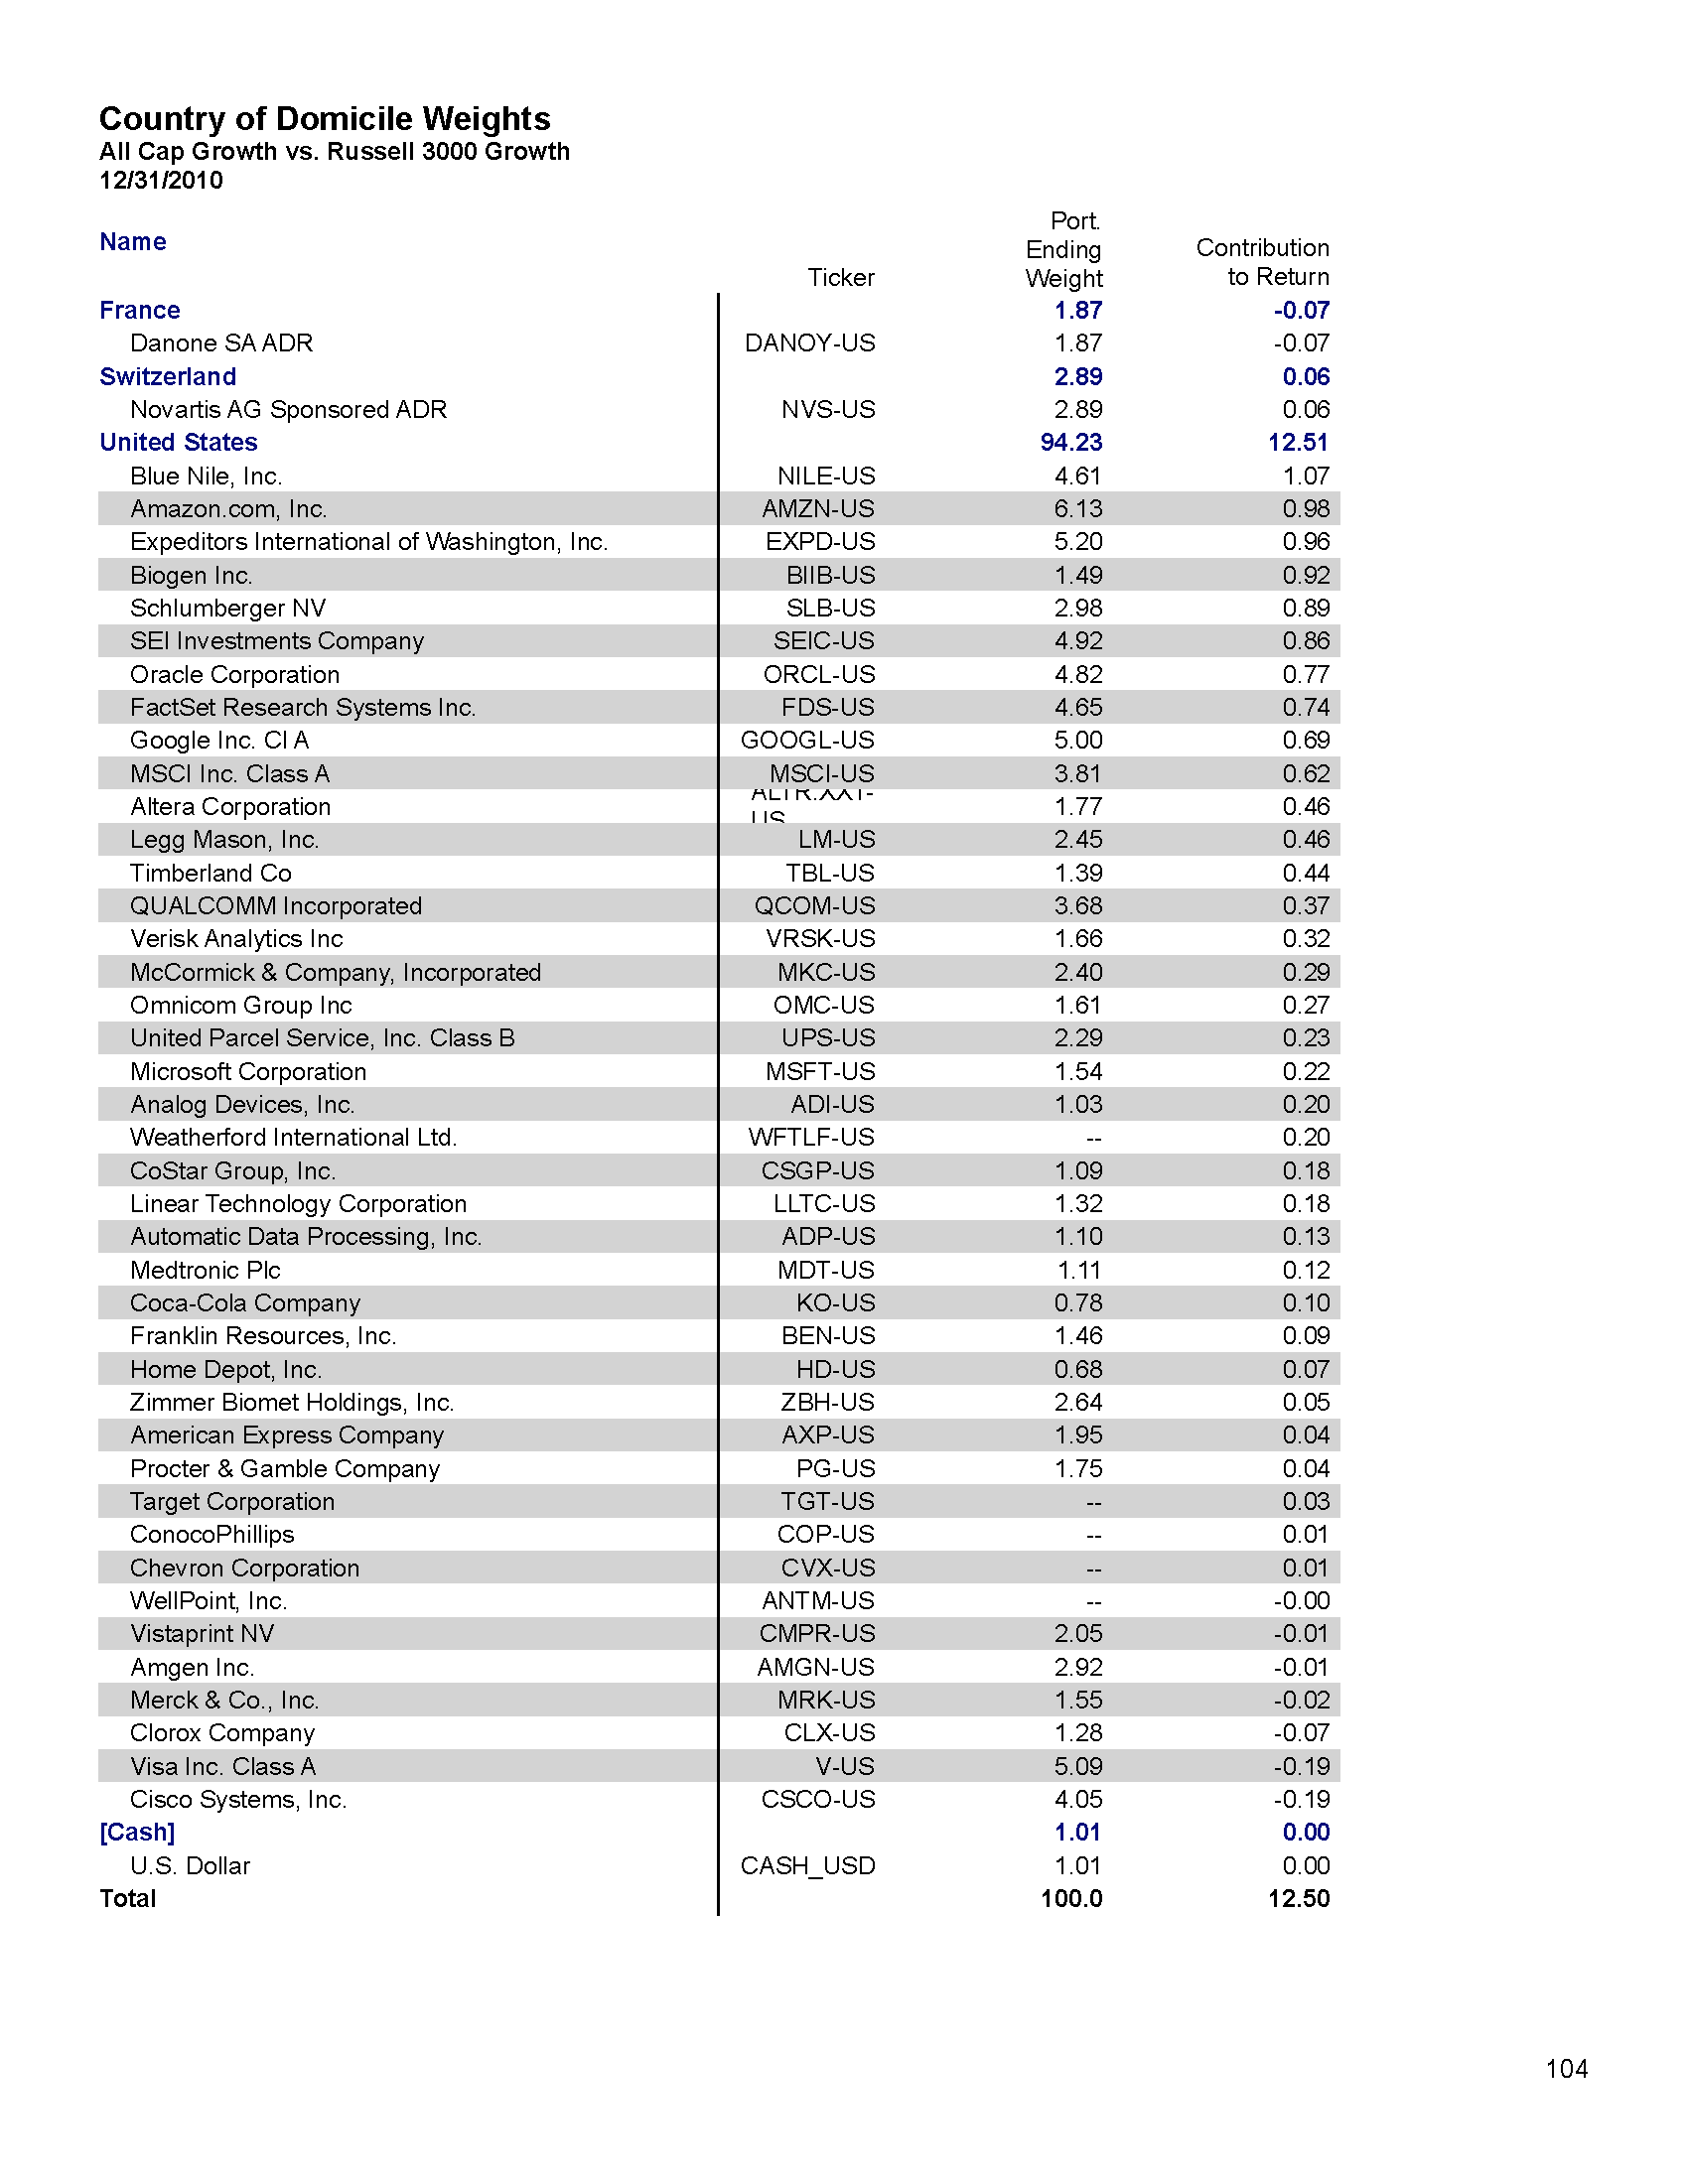 Country of Domicile Weights
All Cap Growth vs. Russell 3000 Growth
12/31/2010
Name Ticker Port. Ending Weight Contribution to Return
France 1.87 -0.07
Danone SA ADR DANOY-US 1.87 -0.07
Switzerland 2.89 0.06
Novartis AG Sponsored ADR NVS-US 2.89 0.06
United States 94.23 12.51
Blue Nile, Inc. NILE-US 4.61 1.07
Amazon.com, Inc. AMZN-US 6.13 0.98
Expeditors International of Washington, Inc. EXPD-US 5.20 0.96
Biogen Inc. BIIB-US 1.49 0.92
Schlumberger NV SLB-US 2.98 0.89
SEI Investments Company SEIC-US 4.92 0.86
Oracle Corporation ORCL-US 4.82 0.77
FactSet Research Systems Inc. FDS-US 4.65 0.74
Google Inc. Cl A GOOGL-US 5.00 0.69
MSCI Inc. Class A MSCI-US 3.81 0.62
Altera Corporation ALTR.XX1-US 1.77 0.46
Legg Mason, Inc. LM-US 2.45 0.46
Timberland Co TBL-US 1.39 0.44
QUALCOMM Incorporated QCOM-US 3.68 0.37
Verisk Analytics Inc VRSK-US 1.66 0.32
McCormick & Company, Incorporated MKC-US 2.40 0.29
Omnicom Group Inc OMC-US 1.61 0.27
United Parcel Service, Inc. Class B UPS-US 2.29 0.23
Microsoft Corporation MSFT-US 1.54 0.22
Analog Devices, Inc. ADI-US 1.03 0.20
Weatherford International Ltd. WFTLF-US -- 0.20
CoStar Group, Inc. CSGP-US 1.09 0.18
Linear Technology Corporation LLTC-US 1.32 0.18
Automatic Data Processing, Inc. ADP-US 1.10 0.13
Medtronic Plc MDT-US 1.11 0.12
Coca-Cola Company KO-US 0.78 0.10
Franklin Resources, Inc. BEN-US 1.46 0.09
Home Depot, Inc. HD-US 0.68 0.07
Zimmer Biomet Holdings, Inc. ZBH-US 2.64 0.05
American Express Company AXP-US 1.95 0.04
Procter & Gamble Company PG-US 1.75 0.04
Target Corporation TGT-US -- 0.03
ConocoPhillips COP-US -- 0.01
Chevron Corporation CVX-US -- 0.01
WellPoint, Inc. ANTM-US -- -0.00
Vistaprint NV CMPR-US 2.05 -0.01
Amgen Inc. AMGN-US 2.92 -0.01
Merck & Co., Inc. MRK-US 1.55 -0.02
Clorox Company CLX-US 1.28 -0.07
Visa Inc. Class A V-US 5.09 -0.19
Cisco Systems, Inc. CSCO-US 4.05 -0.19
[Cash] 1.01 0.00
U.S. Dollar CASH_USD 1.01 0.00
Total 100.0 12.50
104